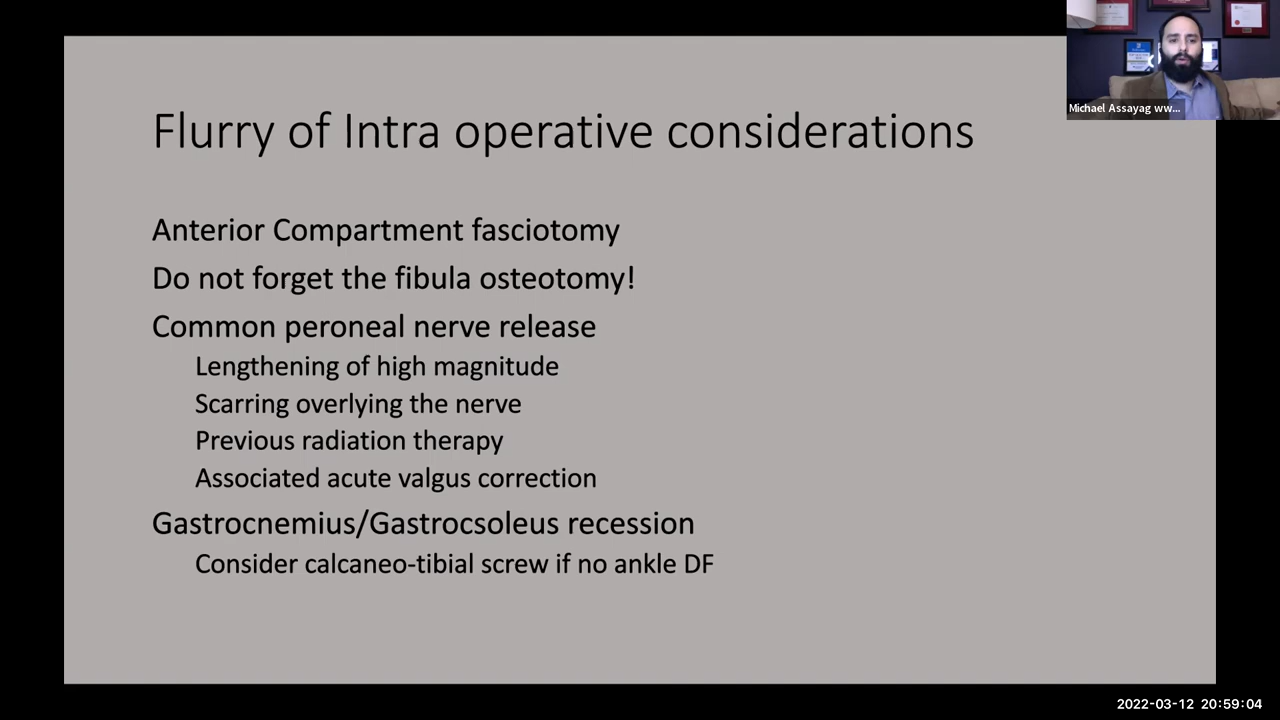 Flurry of Intra operative considerations
Anterior Compartment fasciotomy
Do not forget the fibula osteotomy!
Common peroneal nerve release
Lengthening of high magnitude
Scarring overlying the nerve
Previous radiation therapy
Associated acute valgus correction
Gastrocnemius/Gastrocsoleus recession
Consider calcaneo-tibial screw if no ankle DF
Michael Assayag ww...
2022-03-12 20:59:04